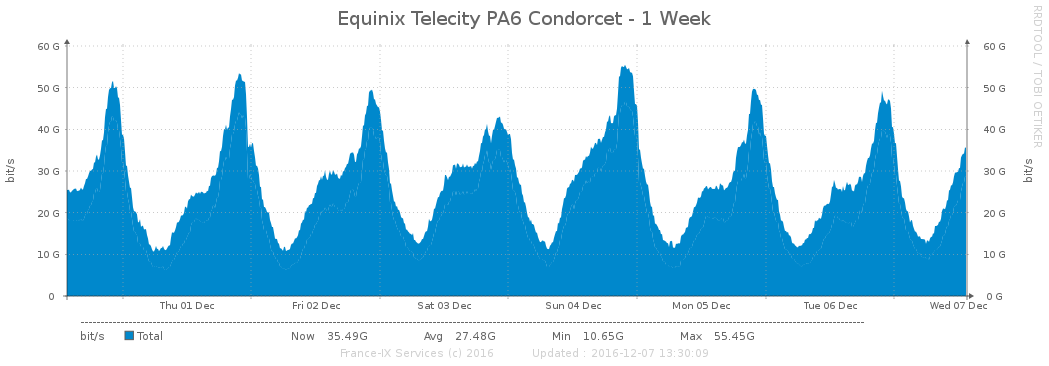 Equinix Telecity PA6 Condorcet - 1 Week
RRDTOOL / TOBI OETIKER
bit/s
bit/s
60 G 60 G
50 G 50 G
40 G 40 G
30 G 30 G
20 G 20 G
10 G 10 G
0 0 G
Thu 01 Dec Fri 02 Dec Sat 03 Dec Sun 04 Dec Mon 05 Dec Tue 06 Dec Wed 07 Dec
bit/s Total Now 35.49G Avg 27.48G Min 10.65G Max 55.45G
France-IX Services (c) 2016 Updated : 2016-12-07 13:30:09